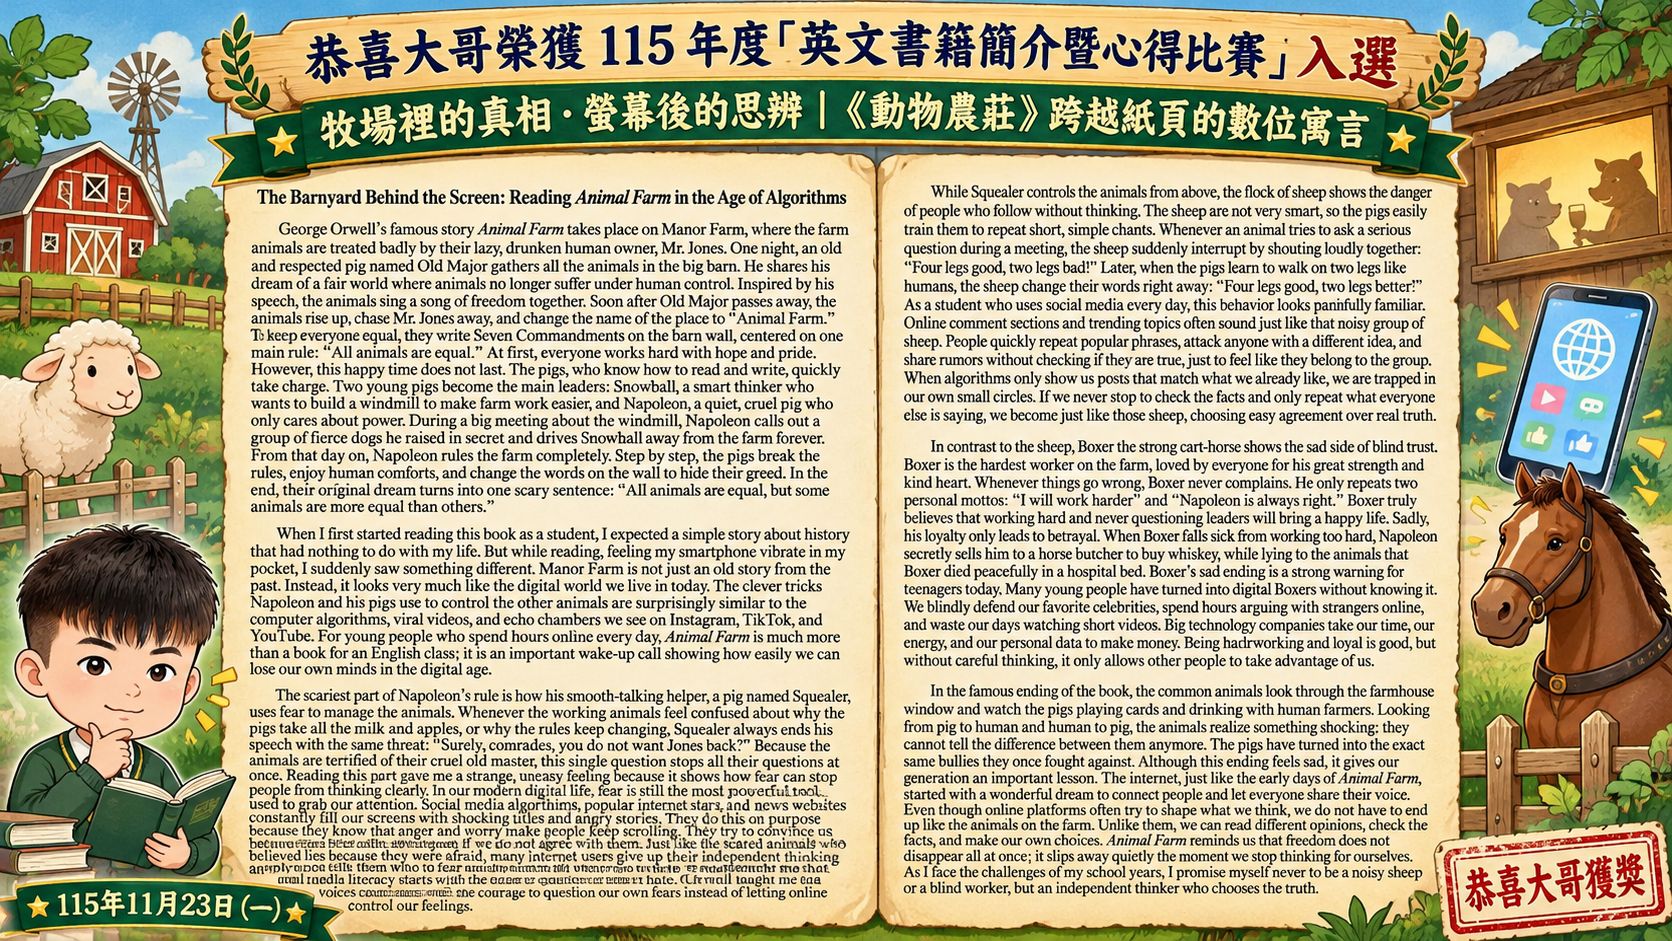 恭喜大哥榮獲 115 年度「英文書籍簡介暨心得比賽」入選
牧場裡的真相・螢幕後的思辨｜《動物農莊》跨越紙頁的數位寓言
The Barnyard Behind the Screen: Reading Animal Farm in the Age of Algorithms
George Orwell's famous story Animal Farm takes place on Manor Farm, where the farm
animals are treated badly by their lazy, drunken human owner, Mr. Jones. One night, an old
and respected pig named Old Major gathers all the animals in the big barn. He shares his
dream of a fair world where animals no longer suffer under human control. Inspired by his
speech, the animals sing a song of freedom together. Soon after Old Major passes away, the
animals rise up, chase Mr. Jones away, and change the name of the place to “Animal Farm.”
To keep everyone equal, they write Seven Commandments on the barn wall, centered on one
main rule: “All animals are equal.” At first, everyone works hard with hope and pride.
However, this happy time does not last. The pigs, who know how to read and write, quickly
take charge. Two young pigs become the main leaders: Snowball, a smart thinker who
wants to build a windmill to make farm work easier, and Napoleon, a quiet, cruel pig who
only cares about power. During a big meeting about the windmill, Napoleon calls out a
group of fierce dogs he raised in secret and drives Snowball away from the farm forever.
From that day on, Napoleon rules the farm completely. Step by step, the pigs break the
rules, enjoy human comforts, and change the words on the wall to hide their greed. In the
end, their original dream turns into one scary sentence: “All animals are equal, but some
animals are more equal than others.”
When I first started reading this book as a student, I expected a simple story about history
that had nothing to do with my life. But while reading, feeling my smartphone vibrate in my
pocket, I suddenly saw something different. Manor Farm is not just an old story from the
past. Instead, it looks very much like the digital world we live in today. The clever tricks
Napoleon and his pigs use to control the other animals are surprisingly similar to the
computer algorithms, viral videos, and echo chambers we see on Instagram, TikTok, and
YouTube. For young people who spend hours online every day, Animal Farm is much more
than a book for an English class; it is an important wake-up call showing how easily we can
lose our own minds in the digital age.
The scariest part of Napoleon's rule is how his smooth-talking helper, a pig named Squealer,
uses fear to manage the animals. Whenever the working animals feel confused about why the
pigs take all the milk and apples, or why the rules keep changing, Squealer always ends his
speech with the same threat: “Surely, comrades, you do not want Jones back?” Because the
animals are terrified of their cruel old master, this single question stops all their questions at
once. Reading this part gave me a strange, uneasy feeling because it shows how fear can stop
people from thinking clearly. In our modern digital life, fear is still the most powerful tool
used to grab our attention. Social media algorthims, popular internet stars, and news websites
constantly fill our screens with shocking titles and angry stories. They do this on purpose
because they know that anger and worry make people keep scrolling. They try to convince us
if we do not agree with them. Just like the scared animals who
believed lies because they were afraid, many internet users give up their independent thinking
tells them who to fear
literacy starts with the hate. taught me
voices the courage to question our own fears instead of letting online
control our feelings.
While Squealer controls the animals from above, the flock of sheep shows the danger
of people who follow without thinking. The sheep are not very smart, so the pigs easily
train them to repeat short, simple chants. Whenever an animal tries to ask a serious
question during a meeting, the sheep suddenly interrupt by shouting loudly together:
“Four legs good, two legs bad!” Later, when the pigs learn to walk on two legs like
humans, the sheep change their words right away: “Four legs good, two legs better!”
As a student who uses social media every day, this behavior looks painfully familiar.
Online comment sections and trending topics often sound just like that noisy group of
sheep. People quickly repeat popular phrases, attack anyone with a different idea, and
share rumors without checking if they are true, just to feel like they belong to the group.
When algorithms only show us posts that match what we already like, we are trapped in
our own small circles. If we never stop to check the facts and only repeat what everyone
else is saying, we become just like those sheep, choosing easy agreement over real truth.
In contrast to the sheep, Boxer the strong cart-horse shows the sad side of blind trust.
Boxer is the hardest worker on the farm, loved by everyone for his great strength and
kind heart. Whenever things go wrong, Boxer never complains. He only repeats two
personal mottos: “I will work harder” and “Napoleon is always right.” Boxer truly
believes that working hard and never questioning leaders will bring a happy life. Sadly,
his loyalty only leads to betrayal. When Boxer falls sick from working too hard, Napoleon
secretly sells him to a horse butcher to buy whiskey, while lying to the animals that
Boxer died peacefully in a hospital bed. Boxer's sad ending is a strong warning for
teenagers today. Many young people have turned into digital Boxers without knowing it.
We blindly defend our favorite celebrities, spend hours arguing with strangers online,
and waste our days watching short videos. Big technology companies take our time, our
energy, and our personal data to make money. Being hadrworking and loyal is good, but
without careful thinking, it only allows other people to take advantage of us.
In the famous ending of the book, the common animals look through the farmhouse
window and watch the pigs playing cards and drinking with human farmers. Looking
from pig to human and human to pig, the animals realize something shocking: they
cannot tell the difference between them anymore. The pigs have turned into the exact
same bullies they once fought against. Although this ending feels sad, it gives our
generation an important lesson. The internet, just like the early days of Animal Farm,
started with a wonderful dream to connect people and let everyone share their voice.
Even though online platforms often try to shape what we think, we do not have to end
up like the animals on the farm. Unlike them, we can read different opinions, check the
facts, and make our own choices. Animal Farm reminds us that freedom does not
disappear all at once; it slips away quietly the moment we stop thinking for ourselves.
As I face the challenges of my school years, I promise myself never to be a noisy sheep
or a blind worker, but an independent thinker who chooses the truth.
115年11月23日(一)
恭喜大哥獲獎